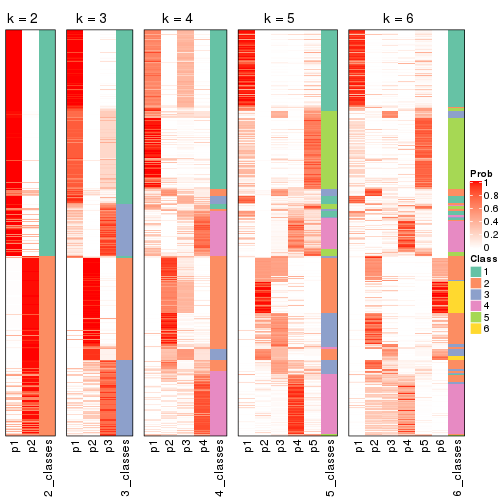 k = 2
k = 3
k = 4
k = 5
k = 6
p1
p2
2_classes
p1
p2
p3
3_classes
p1
p2
p3
p4
4_classes
p1
p2
p3
p4
p5
5_classes
p1
p2
p3
p4
p5
p6
6_classes
Prob
1
0.8
0.6
0.4
0.2
0
Class
1
2
3
4
5
6